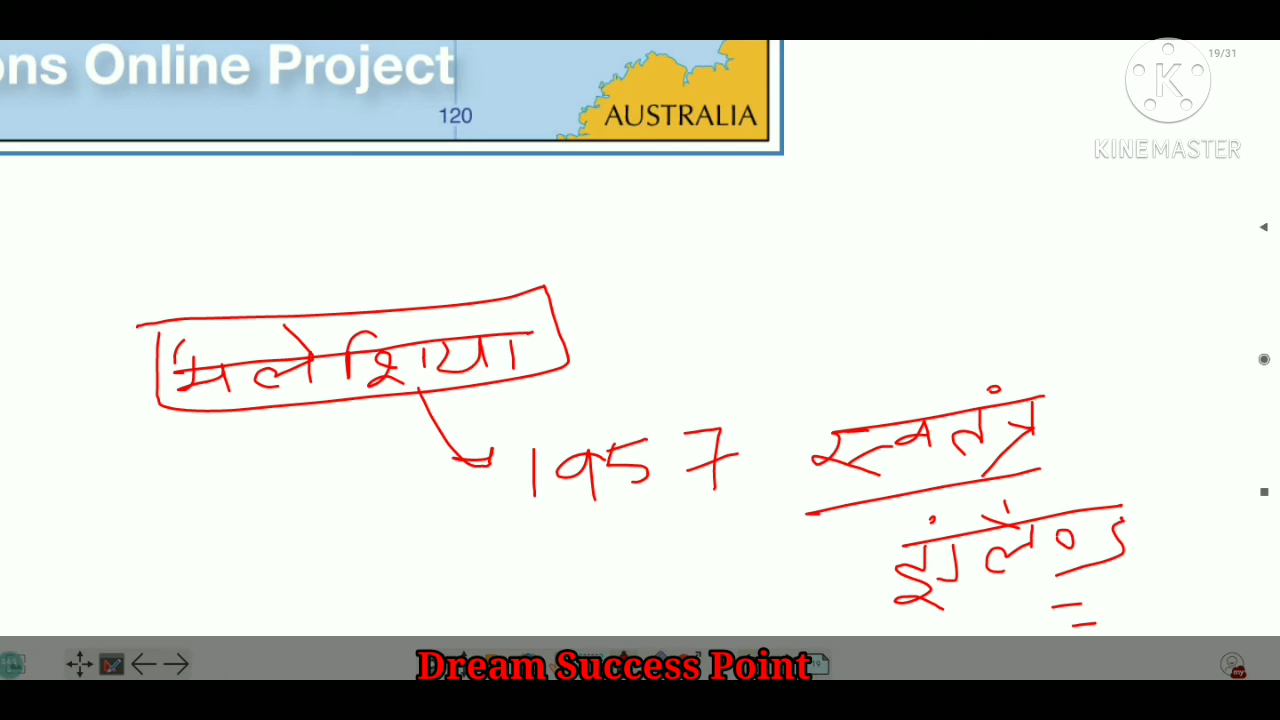 ons Online Project
120
AUSTRALIA
19/31
KINEMASTER
मलेशिया
1957 स्वतंत्र
इंग्लैण्ड
Dream Success Point